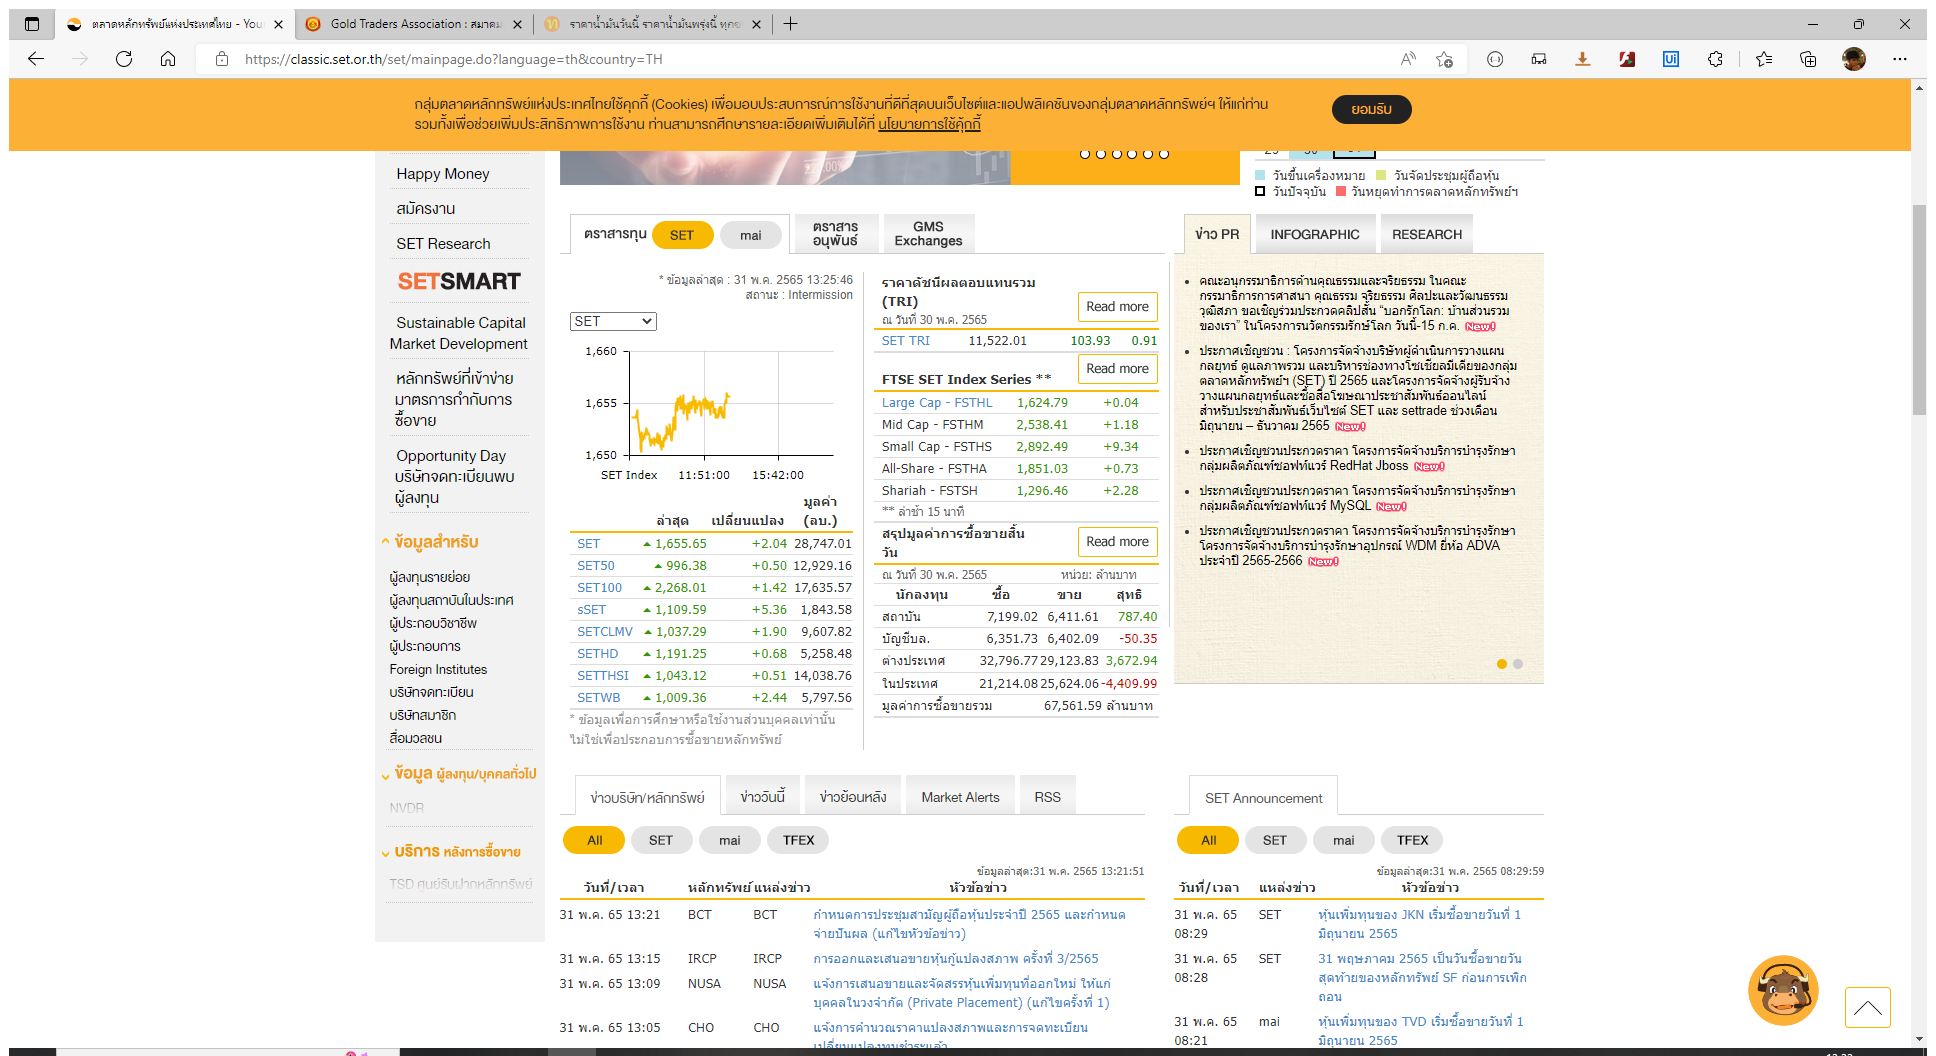 ตลาดหลักทรัพย์แห่งประเทศไทย - You
Gold Traders Association : สมาคม
ราคาน้ำมันวันนี้ ราคาน้ำมันพรุ่งนี้ ทุกช
https://classic.set.or.th/set/mainpage.do?language=th&country=TH
กลุ่มตลาดหลักทรัพย์แห่งประเทศไทยใช้คุกกี้ (Cookies) เพื่อมอบประสบการณ์การใช้งานที่ดีที่สุดบนเว็บไซต์และแอปพลิเคชันของกลุ่มตลาดหลักทรัพย์ฯ ให้แก่ท่าน
รวมทั้งเพื่อช่วยเพิ่มประสิทธิภาพการใช้งาน ท่านสามารถศึกษารายละเอียดเพิ่มเติมได้ที่ นโยบายการใช้คุ้กกี้
ยอมรับ
Happy Money
สมัครงาน
SET Research
SETSMART
Sustainable Capital
Market Development
หลักทรัพย์ที่เข้าข่าย
มาตรการกำกับการ
ซื้อขาย
Opportunity Day
บริษัทจดทะเบียนพบ
ผู้ลงทุน
ข้อมูลสำหรับ
ผู้ลงทุนรายย่อย
ผู้ลงทุนสถาบันในประเทศ
ผู้ประกอบวิชาชีพ
ผู้ประกอบการ
Foreign Institutes
บริษัทจดทะเบียน
บริษัทสมาชิก
สื่อมวลชน
ข้อมูล ผู้ลงทุน/บุคคลทั่วไป
NVDR
บริการ หลังการซื้อขาย
TSD ศูนย์รับฝากหลักทรัพย์
วันขึ้นเครื่องหมาย วันจัดประชุมผู้ถือหุ้น
วันปัจจุบัน วันหยุดทำการตลาดหลักทรัพย์ฯ
ตราสารทุน SET mai
ตราสาร
อนุพันธ์
GMS
Exchanges
* ข้อมูลล่าสุด : 31 พ.ค. 2565 13:25:46
สถานะ : Intermission
SET
1,660
1,655
1,650
SET Index 11:51:00 15:42:00
ล่าสุด เปลี่ยนแปลง มูลค่า
(ลบ.)
SET 1,655.65 +2.04 28,747.01
SET50 996.38 +0.50 12,929.16
SET100 2,268.01 +1.42 17,635.57
sSET 1,109.59 +5.36 1,843.58
SETCLMV 1,037.29 +1.90 9,607.82
SETHD 1,191.25 +0.68 5,258.48
SETTHSI 1,043.12 +0.51 14,038.76
SETWB 1,009.36 +2.44 5,797.56
* ข้อมูลเพื่อการศึกษาหรือใช้งานส่วนบุคคลเท่านั้น
ไม่ใช่เพื่อประกอบการซื้อขายหลักทรัพย์
ราคาดัชนีผลตอบแทนรวม
(TRI)
ณ วันที่ 30 พ.ค. 2565
Read more
SET TRI 11,522.01 103.93 0.91
FTSE SET Index Series **
Read more
Large Cap - FSTHL 1,624.79 +0.04
Mid Cap - FSTHM 2,538.41 +1.18
Small Cap - FSTHS 2,892.49 +9.34
All-Share - FSTHA 1,851.03 +0.73
Shariah - FSTSH 1,296.46 +2.28
** ล่าช้า 15 นาที
สรุปมูลค่าการซื้อขายสิ้น
วัน
Read more
ณ วันที่ 30 พ.ค. 2565 หน่วย: ล้านบาท
นักลงทุน ซื้อ ขาย สุทธิ
สถาบัน 7,199.02 6,411.61 787.40
บัญชีบล. 6,351.73 6,402.09 -50.35
ต่างประเทศ 32,796.77 29,123.83 3,672.94
ในประเทศ 21,214.08 25,624.06 -4,409.99
มูลค่าการซื้อขายรวม 67,561.59 ล้านบาท
ข่าว PR INFOGRAPHIC RESEARCH
คณะอนุกรรมาธิการด้านคุณธรรมและจริยธรรม ในคณะ
กรรมาธิการการศาสนา คุณธรรม จริยธรรม ศิลปะและวัฒนธรรม
วุฒิสภา ขอเชิญร่วมประกวดคลิปสั้น “บอกรักโลก: บ้านส่วนรวม
ของเรา” ในโครงการนวัตกรรมรักษ์โลก วันนี้-15 ก.ค. New!
ประกาศเชิญชวน : โครงการจัดจ้างบริษัทผู้ดำเนินการวางแผน
กลยุทธ์ ดูแลภาพรวม และบริหารช่องทางโซเชียลมีเดียของกลุ่ม
ตลาดหลักทรัพย์ฯ (SET) ปี 2565 และโครงการจัดจ้างผู้รับจ้าง
วางแผนกลยุทธ์และซื้อสื่อโฆษณาประชาสัมพันธ์ออนไลน์
สำหรับประชาสัมพันธ์เว็บไซต์ SET และ settrade ช่วงเดือน
มิถุนายน – ธันวาคม 2565 New!
ประกาศเชิญชวนประกวดราคา โครงการจัดจ้างบริการบำรุงรักษา
กลุ่มผลิตภัณฑ์ซอฟท์แวร์ RedHat Jboss New!
ประกาศเชิญชวนประกวดราคา โครงการจัดจ้างบริการบำรุงรักษา
กลุ่มผลิตภัณฑ์ซอฟท์แวร์ MySQL New!
ประกาศเชิญชวนประกวดราคา โครงการจัดจ้างบริการบำรุงรักษา
โครงการจัดจ้างบริการบำรุงรักษาอุปกรณ์ WDM ยี่ห้อ ADVA
ประจำปี 2565-2566 New!
ข่าวบริษัท/หลักทรัพย์ ข่าววันนี้ ข่าวย้อนหลัง Market Alerts RSS
All SET mai TFEX
ข้อมูลล่าสุด:31 พ.ค. 2565 13:21:51
วันที่/เวลา หลักทรัพย์ แหล่งข่าว หัวข้อข่าว
31 พ.ค. 65 13:21 BCT BCT กำหนดการประชุมสามัญผู้ถือหุ้นประจำปี 2565 และกำหนด
จ่ายปันผล (แก้ไขหัวข้อข่าว)
31 พ.ค. 65 13:15 IRCP IRCP การออกและเสนอขายหุ้นกู้แปลงสภาพ ครั้งที่ 3/2565
31 พ.ค. 65 13:09 NUSA NUSA แจ้งการเสนอขายและจัดสรรหุ้นเพิ่มทุนที่ออกใหม่ ให้แก่
บุคคลในวงจำกัด (Private Placement) (แก้ไขครั้งที่ 1)
31 พ.ค. 65 13:05 CHO CHO แจ้งการคำนวณราคาแปลงสภาพและการจดทะเบียน
เปลี่ยนแปลงทุนชำระแล้ว
SET Announcement
All SET mai TFEX
ข้อมูลล่าสุด:31 พ.ค. 2565 08:29:59
วันที่/เวลา แหล่งข่าว หัวข้อข่าว
31 พ.ค. 65 SET หุ้นเพิ่มทุนของ JKN เริ่มซื้อขายวันที่ 1
08:29 มิถุนายน 2565
31 พ.ค. 65 SET 31 พฤษภาคม 2565 เป็นวันซื้อขายวัน
08:28 สุดท้ายของหลักทรัพย์ SF ก่อนการเพิก
ถอน
31 พ.ค. 65 mai หุ้นเพิ่มทุนของ TVD เริ่มซื้อขายวันที่ 1
08:21 มิถุนายน 2565